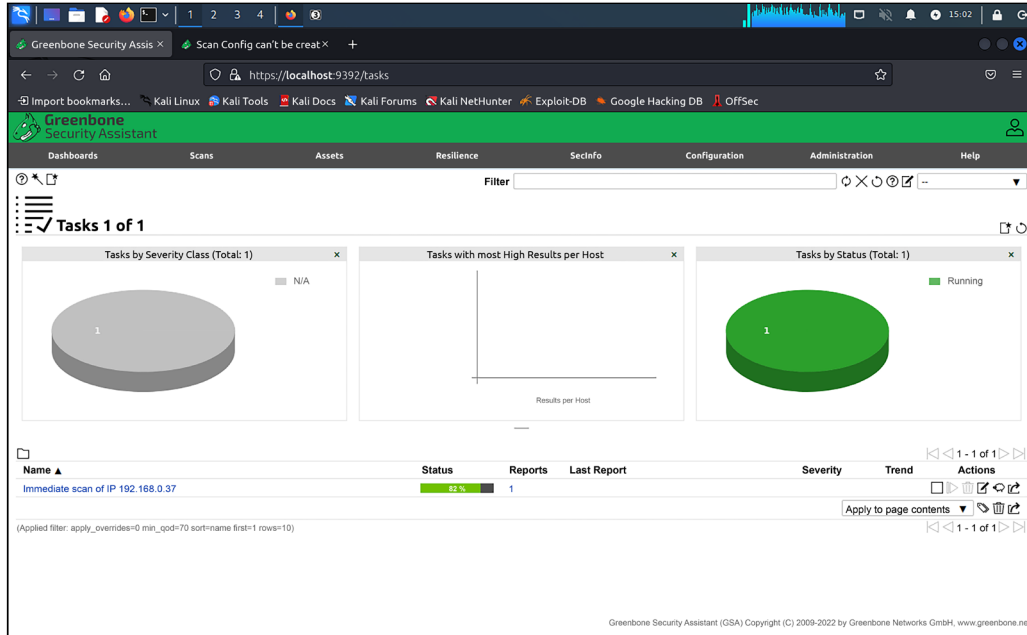 1 2 3 4 15:02
Greenbone Security Assis × Scan Config can't be creat× +
https://localhost:9392/tasks
Import bookmarks... Kali Linux Kali Tools Kali Docs Kali Forums Kali NetHunter Exploit-DB Google Hacking DB OffSec
Greenbone
Security Assistant
Dashboards Scans Assets Resilience SecInfo Configuration Administration Help
Filter --
Tasks 1 of 1
Tasks by Severity Class (Total: 1) × Tasks with most High Results per Host × Tasks by Status (Total: 1) ×
N/A Running
1 1
Results per Host
1 - 1 of 1
Name ▲ Status Reports Last Report Severity Trend Actions
Immediate scan of IP 192.168.0.37 82 % 1
Apply to page contents ▼
(Applied filter: apply_overrides=0 min_qod=70 sort=name first=1 rows=10) 1 - 1 of 1
Greenbone Security Assistant (GSA) Copyright (C) 2009-2022 by Greenbone Networks GmbH, www.greenbone.ne